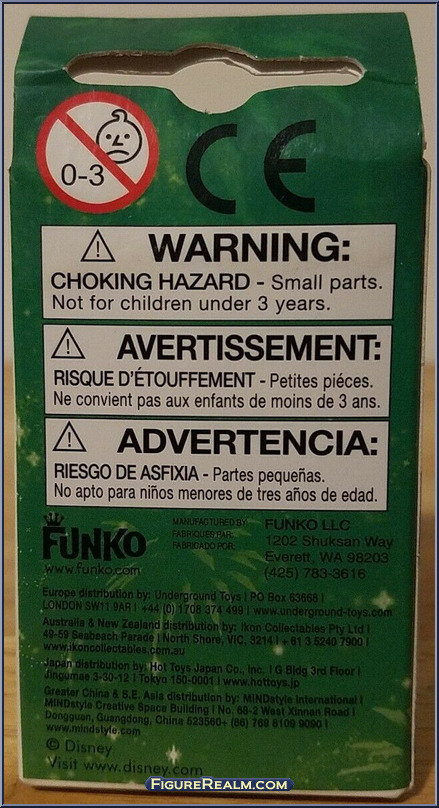 0-3
CE
WARNING:
CHOKING HAZARD - Small parts.
Not for children under 3 years.
AVERTISSEMENT:
RISQUE D'ÉTOUFFEMENT - Petites piéces.
Ne convient pas aux enfants de moins de 3 ans.
ADVERTENCIA:
RIESGO DE ASFIXIA - Partes pequeñas.
No apto para niños menores de tres años de edad.
FUNKO
www.funko.com
MANUFACTURED BY:
FABRIQUÉS PAR:
FABRICADO POR:
FUNKO LLC
1202 Shuksan Way
Everett, WA 98203
(425) 783-3616
Europe distribution by: Underground Toys | PO Box 63668 |
LONDON SW11 9AR | +44 (0) 1708 374 499 | www.underground-toys.com
Australia & New Zealand distribution by: Ikon Collectables Pty Ltd |
49-59 Seabeach Parade | North Shore, VIC, 3214 | + 61 3 5240 7900 |
www.ikoncollectables.com.au
Japan distribution by: Hot Toys Japan Co., Inc. | G Bldg 3rd Floor |
Jingumae 3-30-12 | Tokyo 150-0001 | www.hottoys.jp
Greater China & S.E. Asia distribution by: MINDstyle International |
MINDstyle Creative Space Building | No. 68-2 West Xinnan Road |
Dongguan, Guangdong, China 523560+ (86) 769 8109 9090 |
www.mindstyle.com
© Disney
Visit www.disney.com
FIGUREREALM.COM